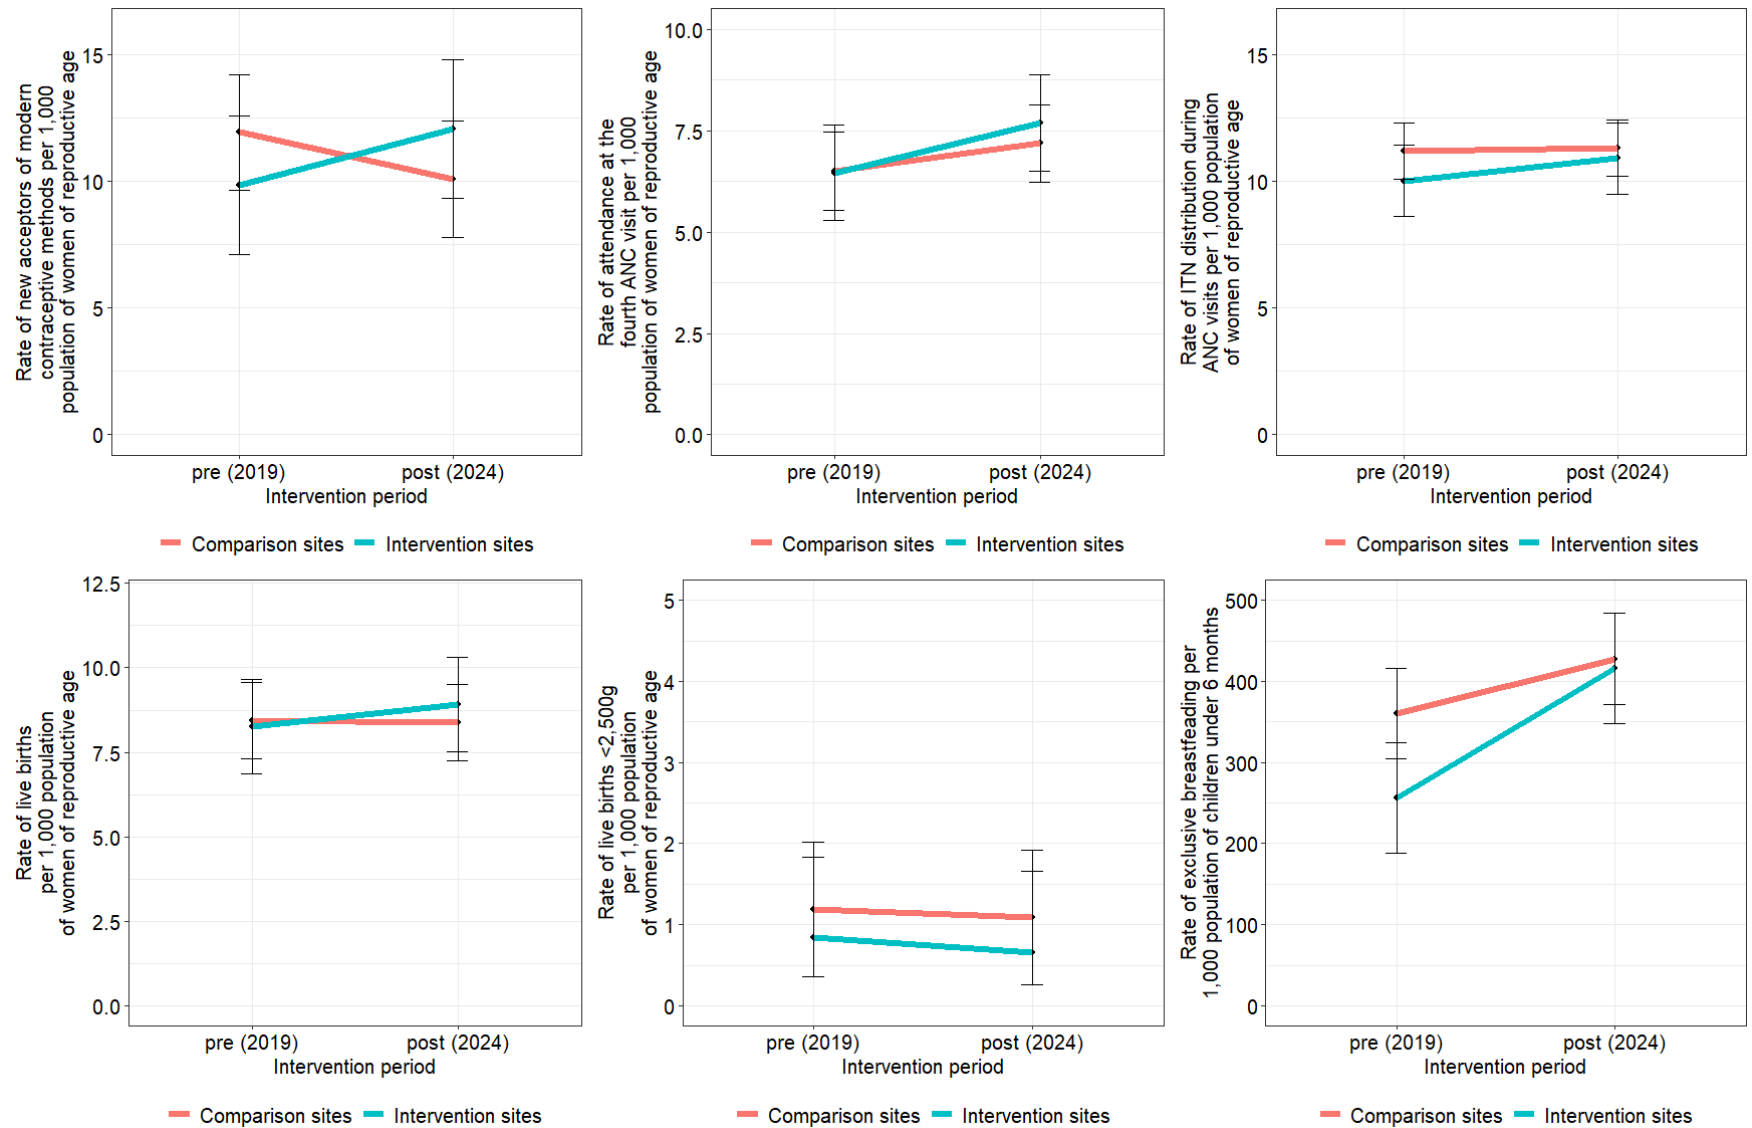 Rate of new acceptors of modern
contraceptive methods per 1,000
population of women of reproductive age
15
10
5
0
pre (2019)
post (2024)
Intervention period
Comparison sites
Intervention sites
Rate of attendance at the
fourth ANC visit per 1,000
population of women of reproductive age
10.0
7.5
5.0
2.5
0.0
pre (2019)
post (2024)
Intervention period
Comparison sites
Intervention sites
Rate of ITN distribution during
ANC visits per 1,000 population
of women of reproductive age
15
10
5
0
pre (2019)
post (2024)
Intervention period
Comparison sites
Intervention sites
Rate of live births
per 1,000 population
of women of reproductive age
12.5
10.0
7.5
5.0
2.5
0.0
pre (2019)
post (2024)
Intervention period
Comparison sites
Intervention sites
Rate of live births <2,500g
per 1,000 population
of women of reproductive age
5
4
3
2
1
0
pre (2019)
post (2024)
Intervention period
Comparison sites
Intervention sites
Rate of exclusive breastfeading per
1,000 population of children under 6 months
500
400
300
200
100
0
pre (2019)
post (2024)
Intervention period
Comparison sites
Intervention sites